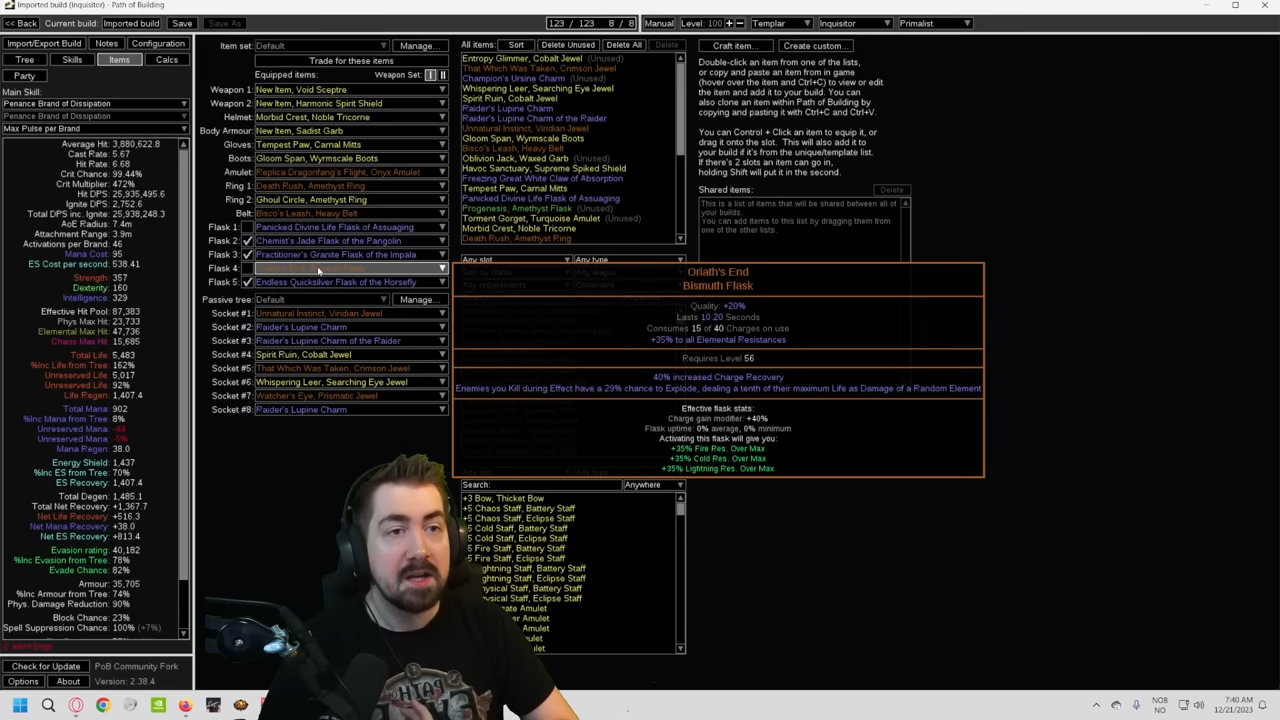 Imported build (Inquisitor) - Path of Building
<< Back Current build: Imported build Save Save As 123 / 123 8 / 8 Manual Level: 100 + - Templar Inquisitor Primalist
Import/Export Build Notes Configuration
Tree Skills Items Calcs
Party
Main Skill:
Penance Brand of Dissipation
Penance Brand of Dissipation
Max Pulse per Brand
Average Hit: 3,880,622.8
Cast Rate: 5.67
Hit Rate: 6.68
Crit Chance: 99.44%
Crit Multiplier: 472%
Hit DPS: 25,935,495.6
Ignite DPS: 2,752.6
Total DPS inc. Ignite: 25,938,248.3
AoE Radius: 7.4m
Attachment Range: 3.9m
Activations per Brand: 46
Mana Cost: 95
ES Cost per second: 538.41
Strength: 357
Dexterity: 160
Intelligence: 329
Effective Hit Pool: 87,383
Phys Max Hit: 23,733
Elemental Max Hit: 47,736
Chaos Max Hit: 15,685
Total Life: 5,483
%Inc Life from Tree: 162%
Unreserved Life: 5,017
Unreserved Life: 92%
Life Regen: 1,407.4
Total Mana: 902
%Inc Mana from Tree: 8%
Unreserved Mana: -44
Unreserved Mana: -5%
Mana Regen: 38.0
Energy Shield: 1,437
%Inc ES from Tree: 70%
ES Recovery: 1,407.4
Total Degen: 1,485.1
Total Net Recovery: +1,367.7
Net Life Recovery: +516.3
Net Mana Recovery: +38.0
Net ES Recovery: +813.4
Evasion rating: 40,182
%Inc Evasion from Tree: 78%
Evade Chance: 82%
Armour: 35,705
%Inc Armour from Tree: 74%
Phys. Damage Reduction: 90%
Block Chance: 23%
Spell Suppression Chance: 100% (+7%)
2 warnings
Check for Update PoB Community Fork
Options About Version: 2.38.4
Item set: Default Manage...
Trade for these items
Equipped items: Weapon Set: I II
Weapon 1: New Item, Void Sceptre
Weapon 2: New Item, Harmonic Spirit Shield
Helmet: Morbid Crest, Noble Tricorne
Body Armour: New Item, Sadist Garb
Gloves: Tempest Paw, Carnal Mitts
Boots: Gloom Span, Wyrmscale Boots
Amulet: Replica Dragonfang's Flight, Onyx Amulet
Ring 1: Death Rush, Amethyst Ring
Ring 2: Ghoul Circle, Amethyst Ring
Belt: Bisco's Leash, Heavy Belt
Flask 1: Panicked Divine Life Flask of Assuaging
Flask 2: Chemist's Jade Flask of the Pangolin
Flask 3: Practitioner's Granite Flask of the Impala
Flask 4:
Flask 5: Endless Quicksilver Flask of the Horsefly
Passive tree: Default Manage...
Socket #1: Unnatural Instinct, Viridian Jewel
Socket #2: Raider's Lupine Charm
Socket #3: Raider's Lupine Charm of the Raider
Socket #4: Spirit Ruin, Cobalt Jewel
Socket #5: That Which Was Taken, Crimson Jewel
Socket #6: Whispering Leer, Searching Eye Jewel
Socket #7: Watcher's Eye, Prismatic Jewel
Socket #8: Raider's Lupine Charm
All items: Sort Delete Unused Delete All Delete
Entropy Glimmer, Cobalt Jewel (Unused)
That Which Was Taken, Crimson Jewel
Champion's Ursine Charm (Unused)
Whispering Leer, Searching Eye Jewel
Spirit Ruin, Cobalt Jewel
Raider's Lupine Charm
Raider's Lupine Charm of the Raider
Unnatural Instinct, Viridian Jewel
Gloom Span, Wyrmscale Boots
Bisco's Leash, Heavy Belt
Oblivion Jack, Waxed Garb (Unused)
Havoc Sanctuary, Supreme Spiked Shield
Freezing Great White Claw of Absorption
Tempest Paw, Carnal Mitts
Panicked Divine Life Flask of Assuaging
Progenesis, Amethyst Flask (Unused)
Torment Gorget, Turquoise Amulet (Unused)
Morbid Crest, Noble Tricorne
Death Rush, Amethyst Ring
Any slot Any type
Craft item... Create custom...
Double-click an item from one of the lists,
or copy and paste an item from in game
(hover over the item and Ctrl+C) to view or edit
the item and add it to your build. You can
also clone an item within Path of Building by
copying and pasting it with Ctrl+C and Ctrl+V.
You can Control + Click an item to equip it, or
drag it onto the slot. This will also add it to
your build if it's from the unique/template list.
If there's 2 slots an item can go in,
holding Shift will put it in the second.
Shared items: Delete
This is a list of items that will be shared between all of
your builds.
You can add items to this list by dragging them from
one of the other lists.
Oriath's End
Bismuth Flask
Quality: +20%
Lasts 10.20 Seconds
Consumes 15 of 40 Charges on use
+35% to all Elemental Resistances
Requires Level 56
40% increased Charge Recovery
Enemies you Kill during Effect have a 29% chance to Explode, dealing a tenth of their maximum Life as Damage of a Random Element
Effective flask stats:
Charge gain modifier: +40%
Flask uptime: 0% average, 0% minimum
Activating this flask will give you:
+35% Fire Res. Over Max
+35% Cold Res. Over Max
+35% Lightning Res. Over Max
Any slot Any type
Search: Anywhere
+3 Bow, Thicket Bow
+5 Chaos Staff, Battery Staff
+5 Chaos Staff, Eclipse Staff
+5 Cold Staff, Battery Staff
+5 Cold Staff, Eclipse Staff
+5 Fire Staff, Battery Staff
+5 Fire Staff, Eclipse Staff
ghtning Staff, Battery Staff
ghtning Staff, Eclipse Staff
hysical Staff, Battery Staff
hysical Staff, Eclipse Staff
Amulet
Amulet
Amulet
NOB
NO
7:40 AM
12/21/2023